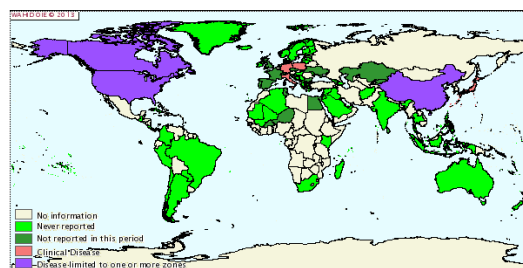 WAHID OIE © 2013
No information
Never reported
Not reported in this period
Clinical Disease
Disease limited to one or more zones